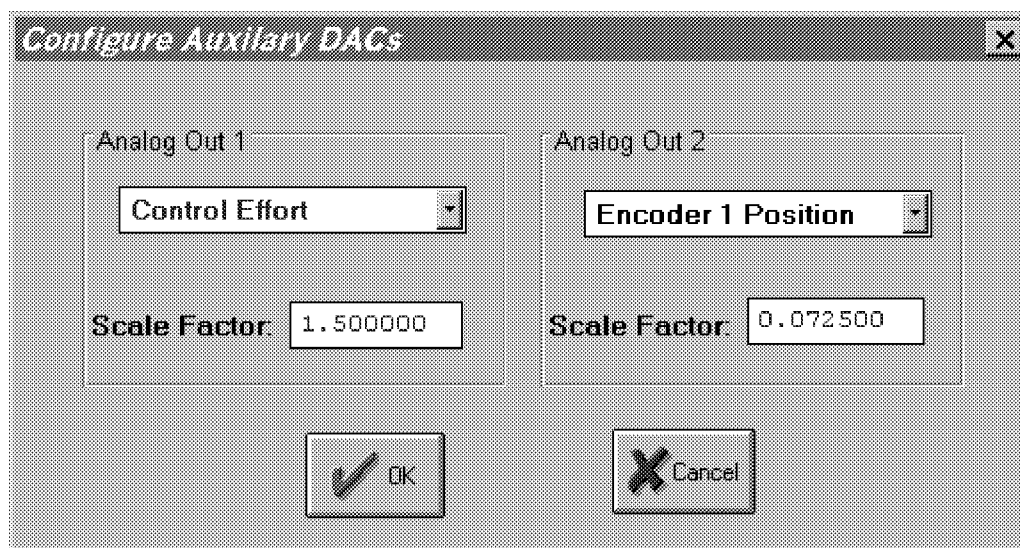 Configure Auxilary DACs
Analog Out 1
Control Effort
Scale Factor: 1.500000
Analog Out 2
Encoder 1 Position
Scale Factor: 0.072500
OK
Cancel